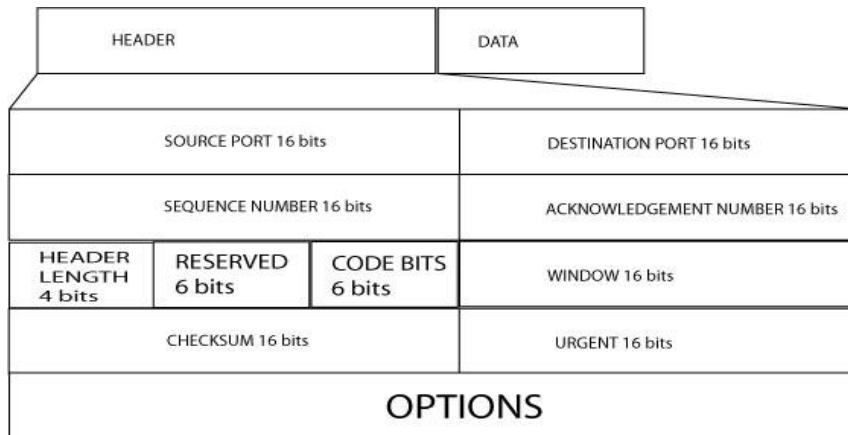 HEADER
DATA
SOURCE PORT 16 bits
DESTINATION PORT 16 bits
SEQUENCE NUMBER 16 bits
ACKNOWLEDGEMENT NUMBER 16 bits
HEADER
LENGTH
4 bits
RESERVED
6 bits
CODE BITS
6 bits
WINDOW 16 bits
CHECKSUM 16 bits
URGENT 16 bits
OPTIONS